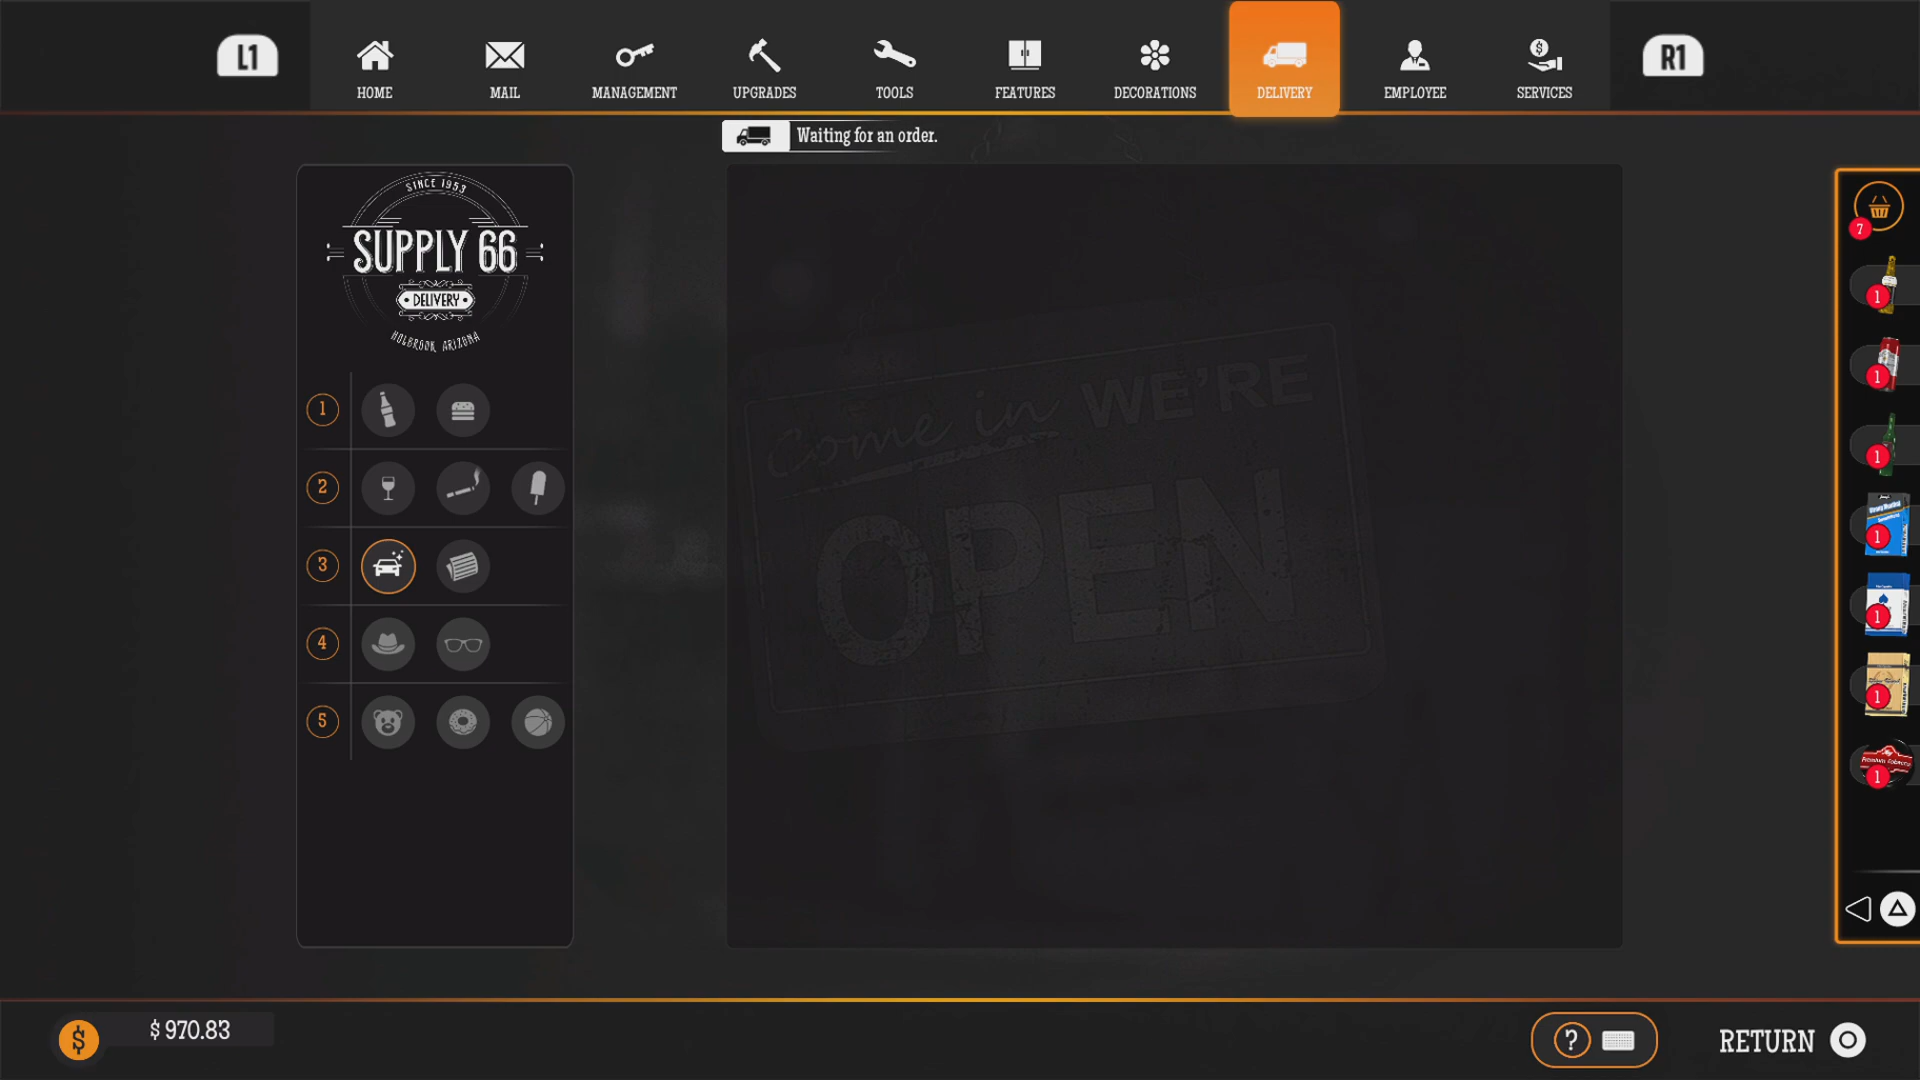 L1
HOME
MAIL
MANAGEMENT
UPGRADES
TOOLS
FEATURES
DECORATIONS
DELIVERY
EMPLOYEE
SERVICES
R1
Waiting for an order.
SINCE 1953
SUPPLY 66
• DELIVERY •
HOLBROOK, ARIZONA
Come in WE'RE
OPEN
1
2
3
4
5
7
1
1
1
1
1
1
Premium Tobacco
1
$ 970.83
?
RETURN